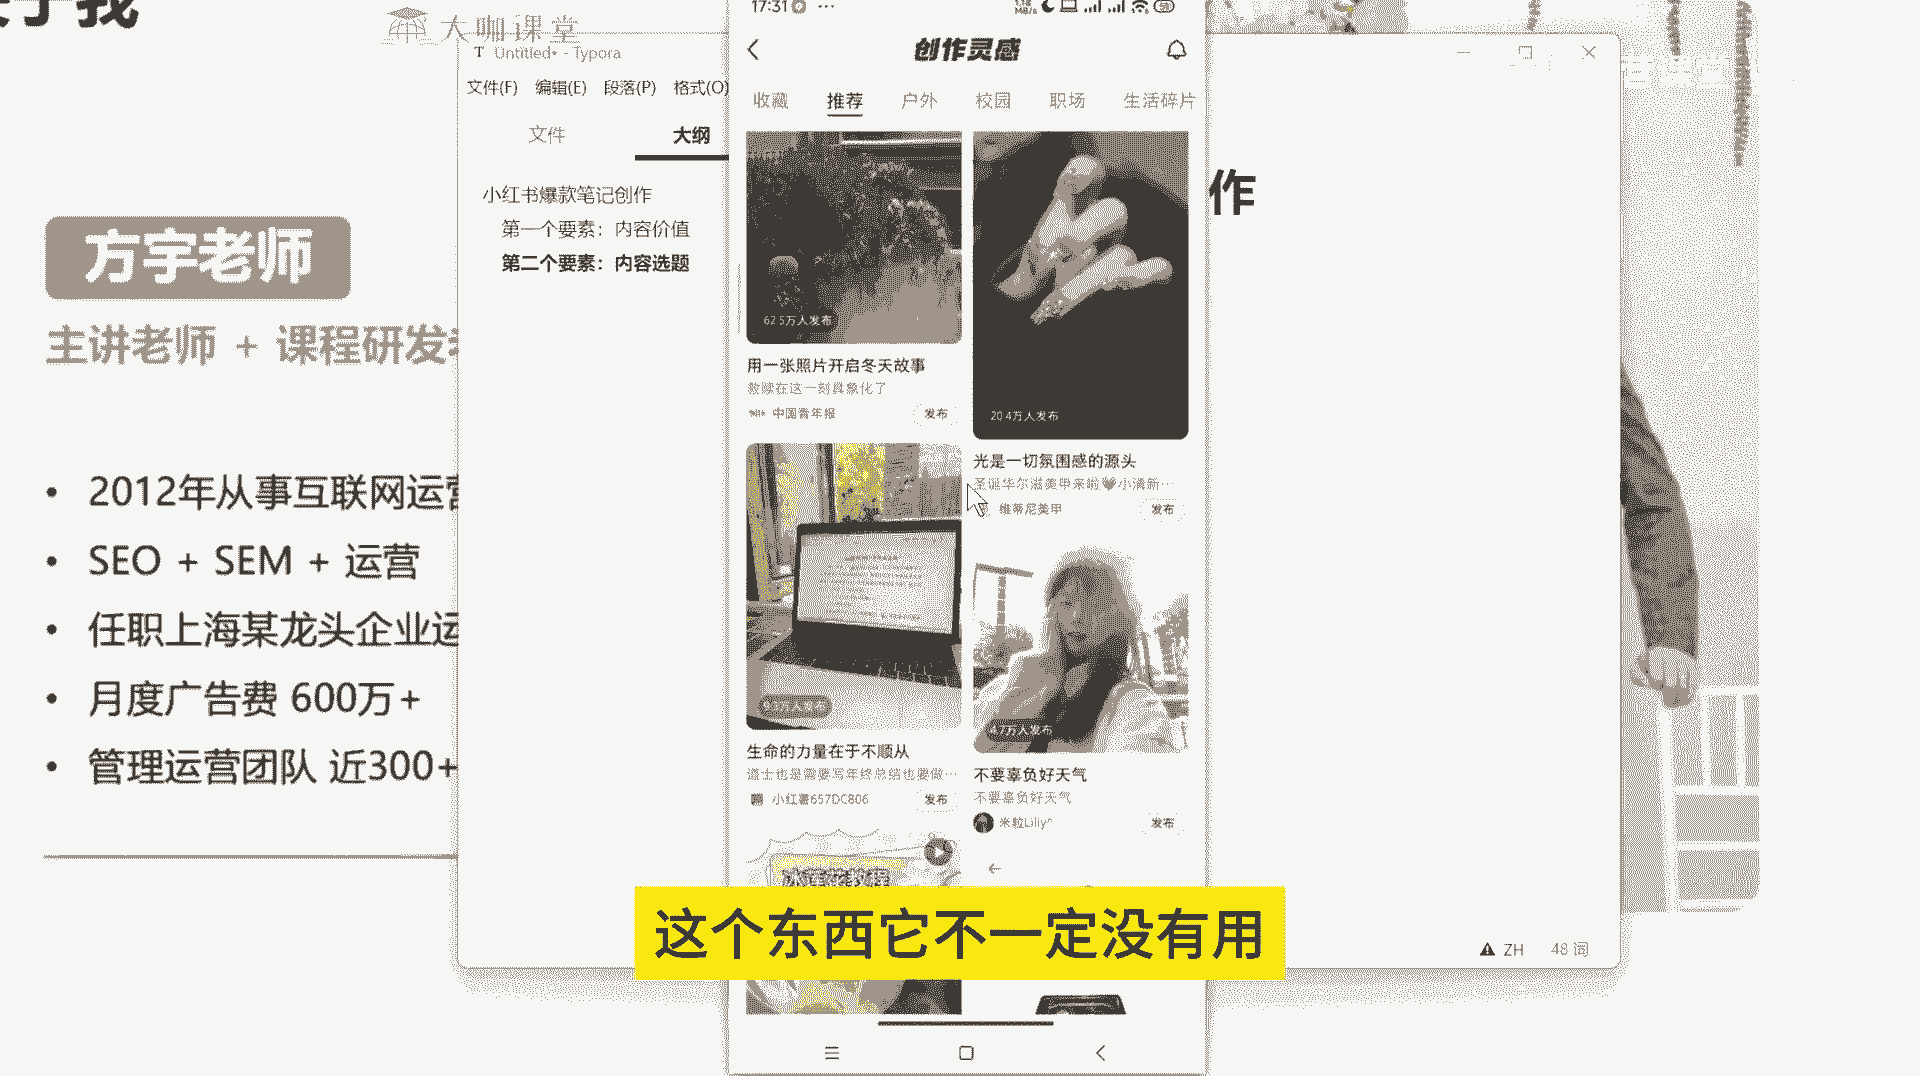 关于我
大咖课堂
方宇老师
主讲老师 + 课程研发
2012年从事互联网运营
SEO + SEM + 运营
任职上海某龙头企业运
月度广告费 600万+
管理运营团队 近300+
T Untitled• - Typora
文件(F) 编辑(E) 段落(P) 格式(O)
文件 大纲
小红书爆款笔记创作
第一个要素：内容价值
第二个要素：内容选题
作
17:31
创作灵感
收藏 推荐 户外 校园 职场 生活碎片
62.5万人发布
用一张照片开启冬天故事
救赎在这一刻具象化了
中国青年报 发布
20.4万人发布
光是一切氛围感的源头
圣诞华尔滋美甲来啦🖤小清新…
维蒂尼美甲 发布
万人发布
生命的力量在于不顺从
道士也是需要写年终总结也要做…
小红薯657DC806 发布
4.7万人发布
不要辜负好天气
不要辜负好天气
米粒Liliy^ 发布
这个东西它不一定没有用
ZH 48 词